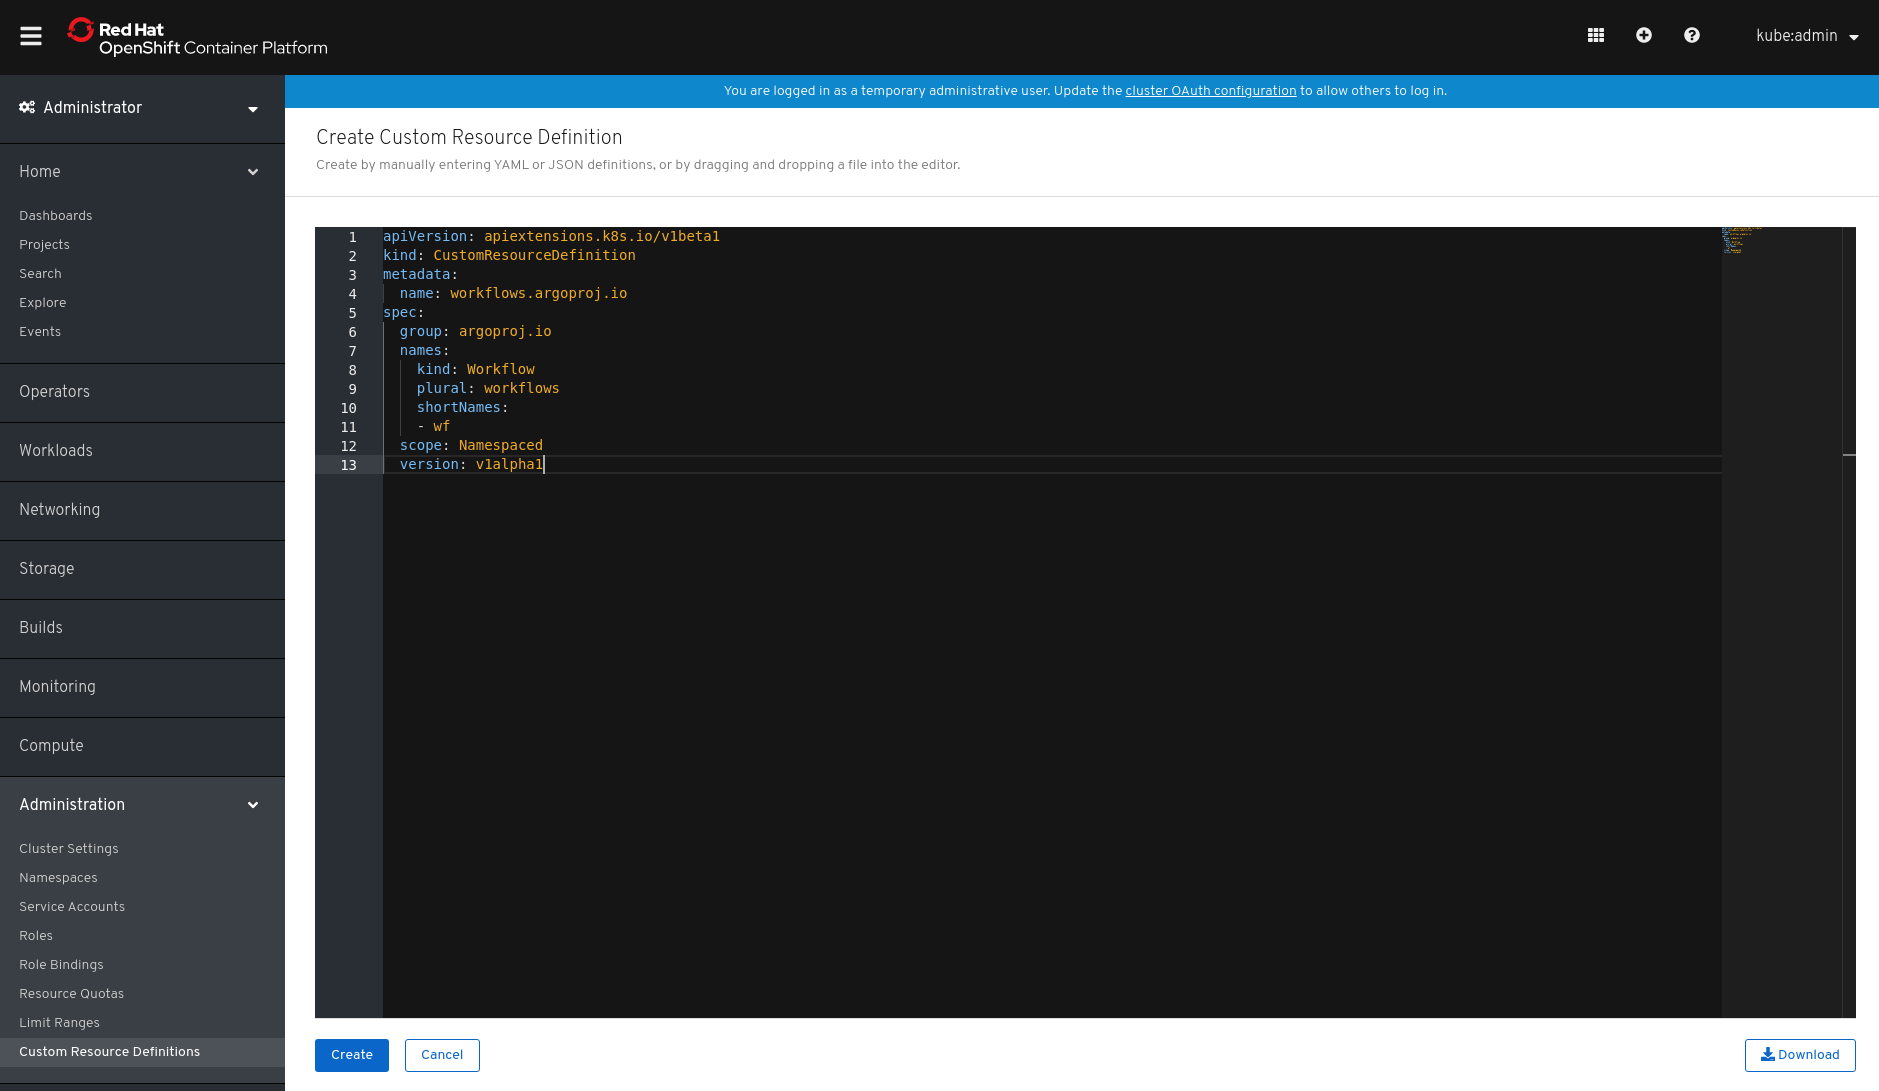 Red Hat
OpenShift Container Platform
kube:admin
Administrator
Home
Dashboards
Projects
Search
Explore
Events
Operators
Workloads
Networking
Storage
Builds
Monitoring
Compute
Administration
Cluster Settings
Namespaces
Service Accounts
Roles
Role Bindings
Resource Quotas
Limit Ranges
Custom Resource Definitions
You are logged in as a temporary administrative user. Update the cluster OAuth configuration to allow others to log in.
Create Custom Resource Definition
Create by manually entering YAML or JSON definitions, or by dragging and dropping a file into the editor.
1 apiVersion: apiextensions.k8s.io/v1beta1
2 kind: CustomResourceDefinition
3 metadata:
4   name: workflows.argoproj.io
5 spec:
6   group: argoproj.io
7   names:
8     kind: Workflow
9     plural: workflows
10     shortNames:
11     - wf
12   scope: Namespaced
13   version: v1alpha1
Create Cancel Download